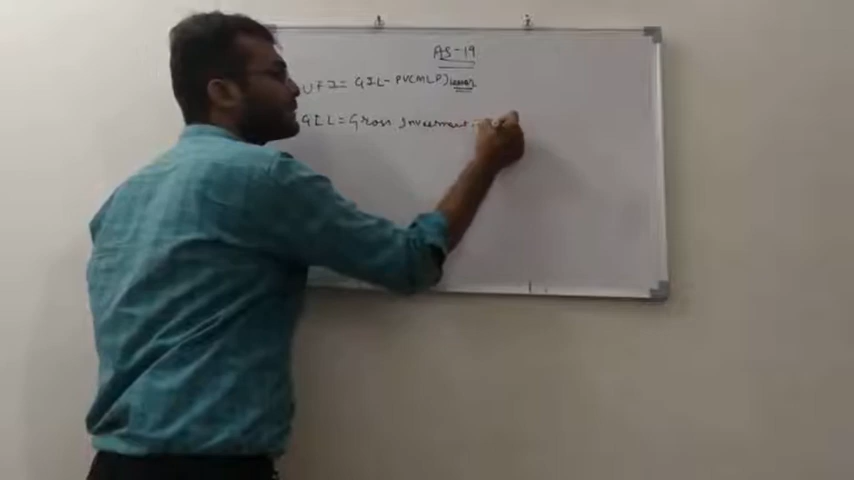 AS-19
UFI = GIL - PV(MLP) lessor
GIL = Gross Investment